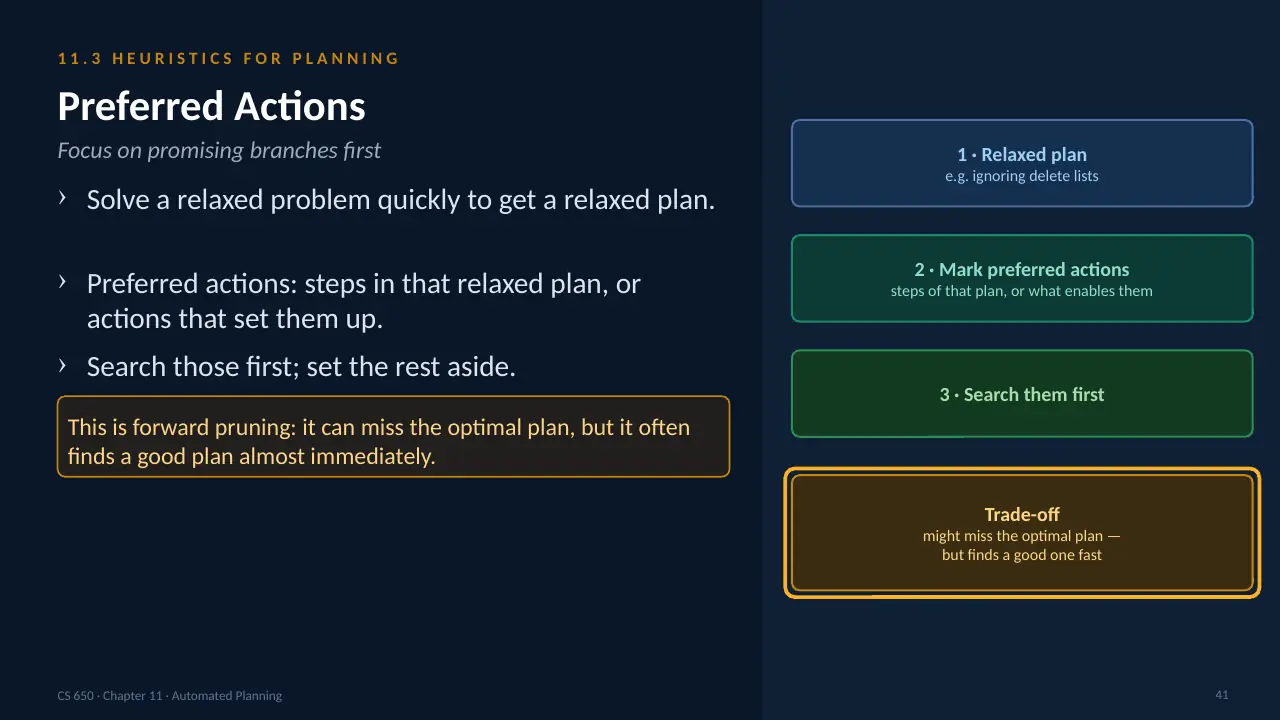 11.3 HEURISTICS FOR PLANNING
Preferred Actions
Focus on promising branches first
› Solve a relaxed problem quickly to get a relaxed plan.
› Preferred actions: steps in that relaxed plan, or
actions that set them up.
› Search those first; set the rest aside.
This is forward pruning: it can miss the optimal plan, but it often
finds a good plan almost immediately.
1 · Relaxed plan
e.g. ignoring delete lists
2 · Mark preferred actions
steps of that plan, or what enables them
3 · Search them first
Trade-off
might miss the optimal plan —
but finds a good one fast
CS 650 · Chapter 11 · Automated Planning
41